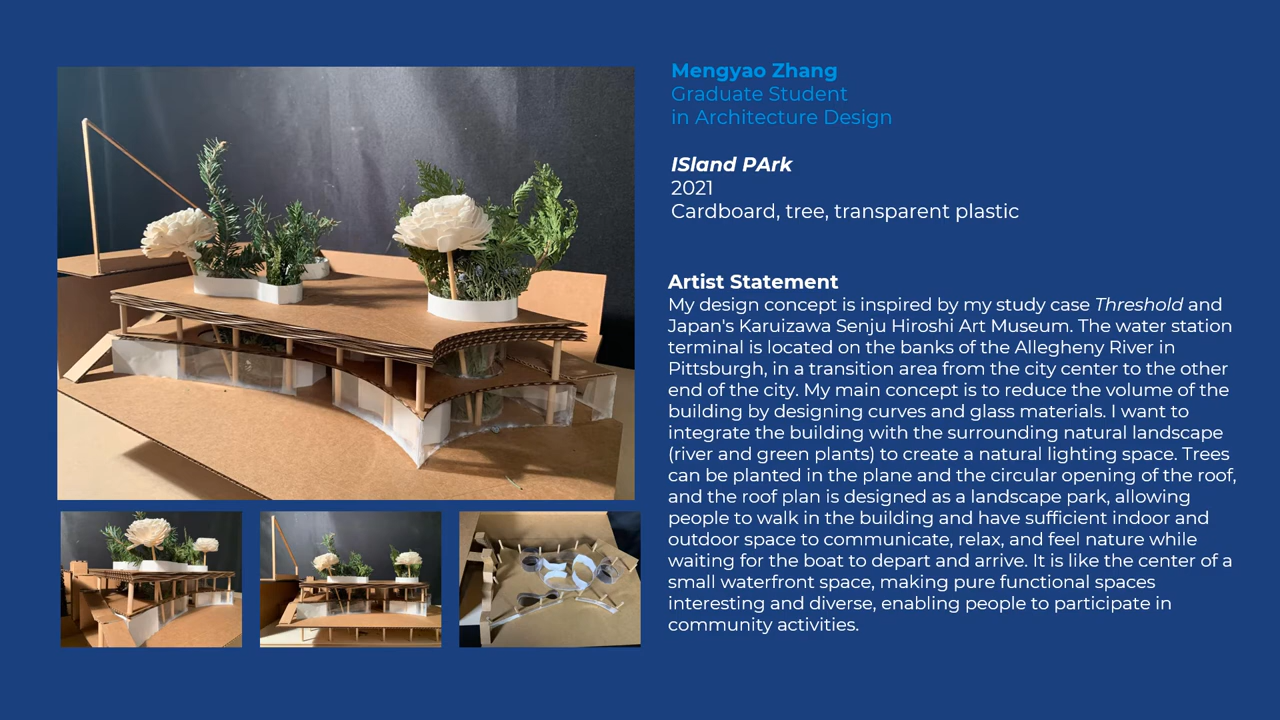 Mengyao Zhang
Graduate Student
in Architecture Design
ISland PArk
2021
Cardboard, tree, transparent plastic
Artist Statement
My design concept is inspired by my study case Threshold and
Japan's Karuizawa Senju Hiroshi Art Museum. The water station
terminal is located on the banks of the Allegheny River in
Pittsburgh, in a transition area from the city center to the other
end of the city. My main concept is to reduce the volume of the
building by designing curves and glass materials. I want to
integrate the building with the surrounding natural landscape
(river and green plants) to create a natural lighting space. Trees
can be planted in the plane and the circular opening of the roof,
and the roof plan is designed as a landscape park, allowing
people to walk in the building and have sufficient indoor and
outdoor space to communicate, relax, and feel nature while
waiting for the boat to depart and arrive. It is like the center of a
small waterfront space, making pure functional spaces
interesting and diverse, enabling people to participate in
community activities.